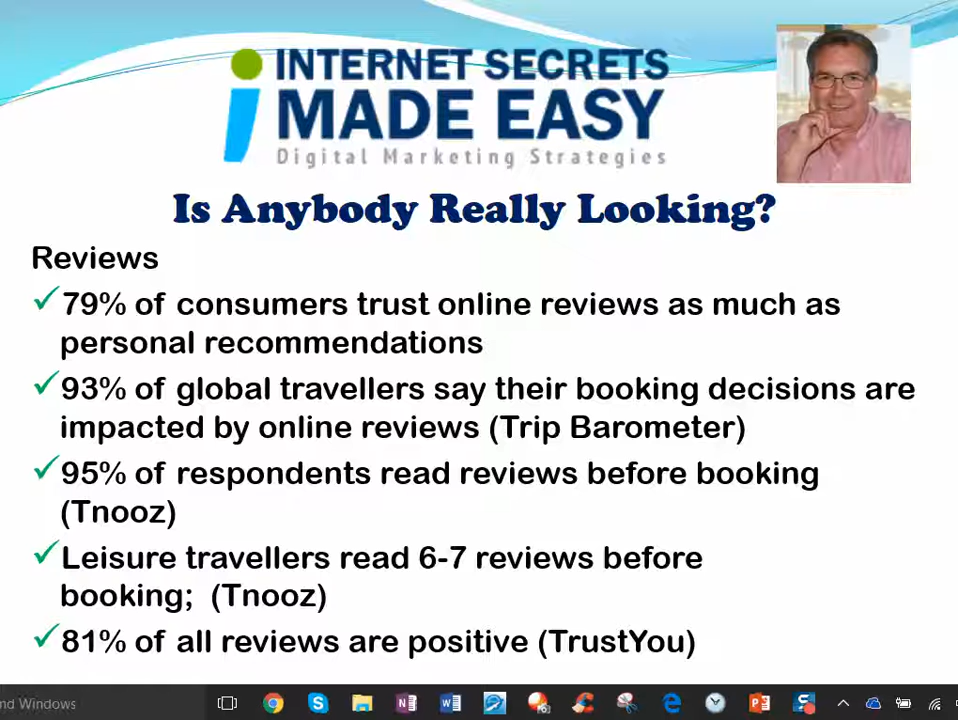 INTERNET SECRETS
MADE EASY
Digital Marketing Strategies
Is Anybody Really Looking?
Reviews
79% of consumers trust online reviews as much as
personal recommendations
93% of global travellers say their booking decisions are
impacted by online reviews (Trip Barometer)
95% of respondents read reviews before booking
(Tnooz)
Leisure travellers read 6-7 reviews before
booking; (Tnooz)
81% of all reviews are positive (TrustYou)
nd Windows